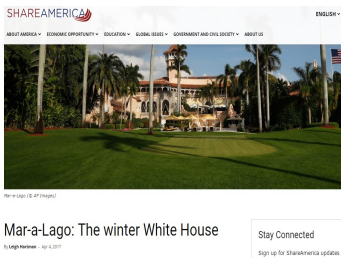 SHAREAMERICA
ENGLISH
ABOUT AMERICA ECONOMIC OPPORTUNITY EDUCATION GLOBAL ISSUES GOVERNMENT AND CIVIL SOCIETY ABOUT US
Mar-a-Lago (© AP Images)
Mar-a-Lago: The winter White House
By Leigh Hartman - Apr 4, 2017
Stay Connected
Sign up for ShareAmerica updates